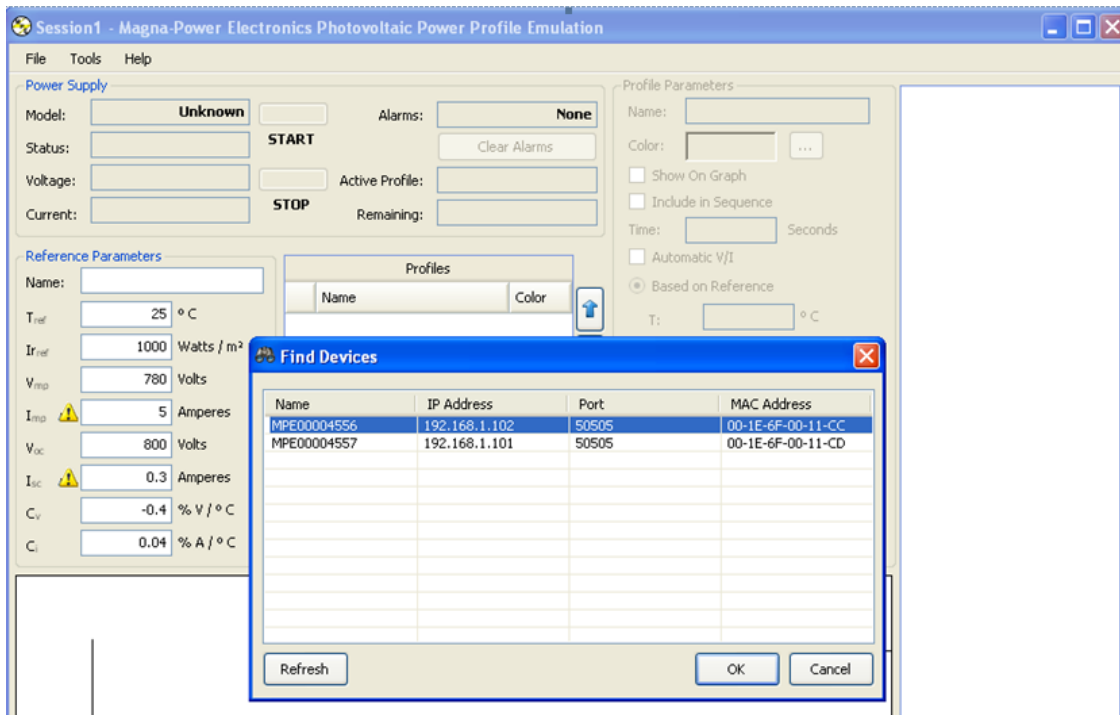 Session1 - Magna-Power Electronics Photovoltaic Power Profile Emulation
File Tools Help
Power Supply
Model: Unknown
Status:
Voltage:
Current:
START
STOP
Alarms: None
Clear Alarms
Active Profile:
Remaining:
Profile Parameters
Name:
Color: ...
Show On Graph
Include in Sequence
Time: Seconds
Automatic V/I
Based on Reference
T: º C
Reference Parameters
Name:
Tref 25 º C
Irref 1000 Watts / m²
Vmp 780 Volts
Imp 5 Amperes
Voc 800 Volts
Isc 0.3 Amperes
Cv -0.4 % V / º C
Ci 0.04 % A / º C
Profiles
Name Color
Find Devices
Name IP Address Port MAC Address
MPE00004556 192.168.1.102 50505 00-1E-6F-00-11-CC
MPE00004557 192.168.1.101 50505 00-1E-6F-00-11-CD
Refresh OK Cancel